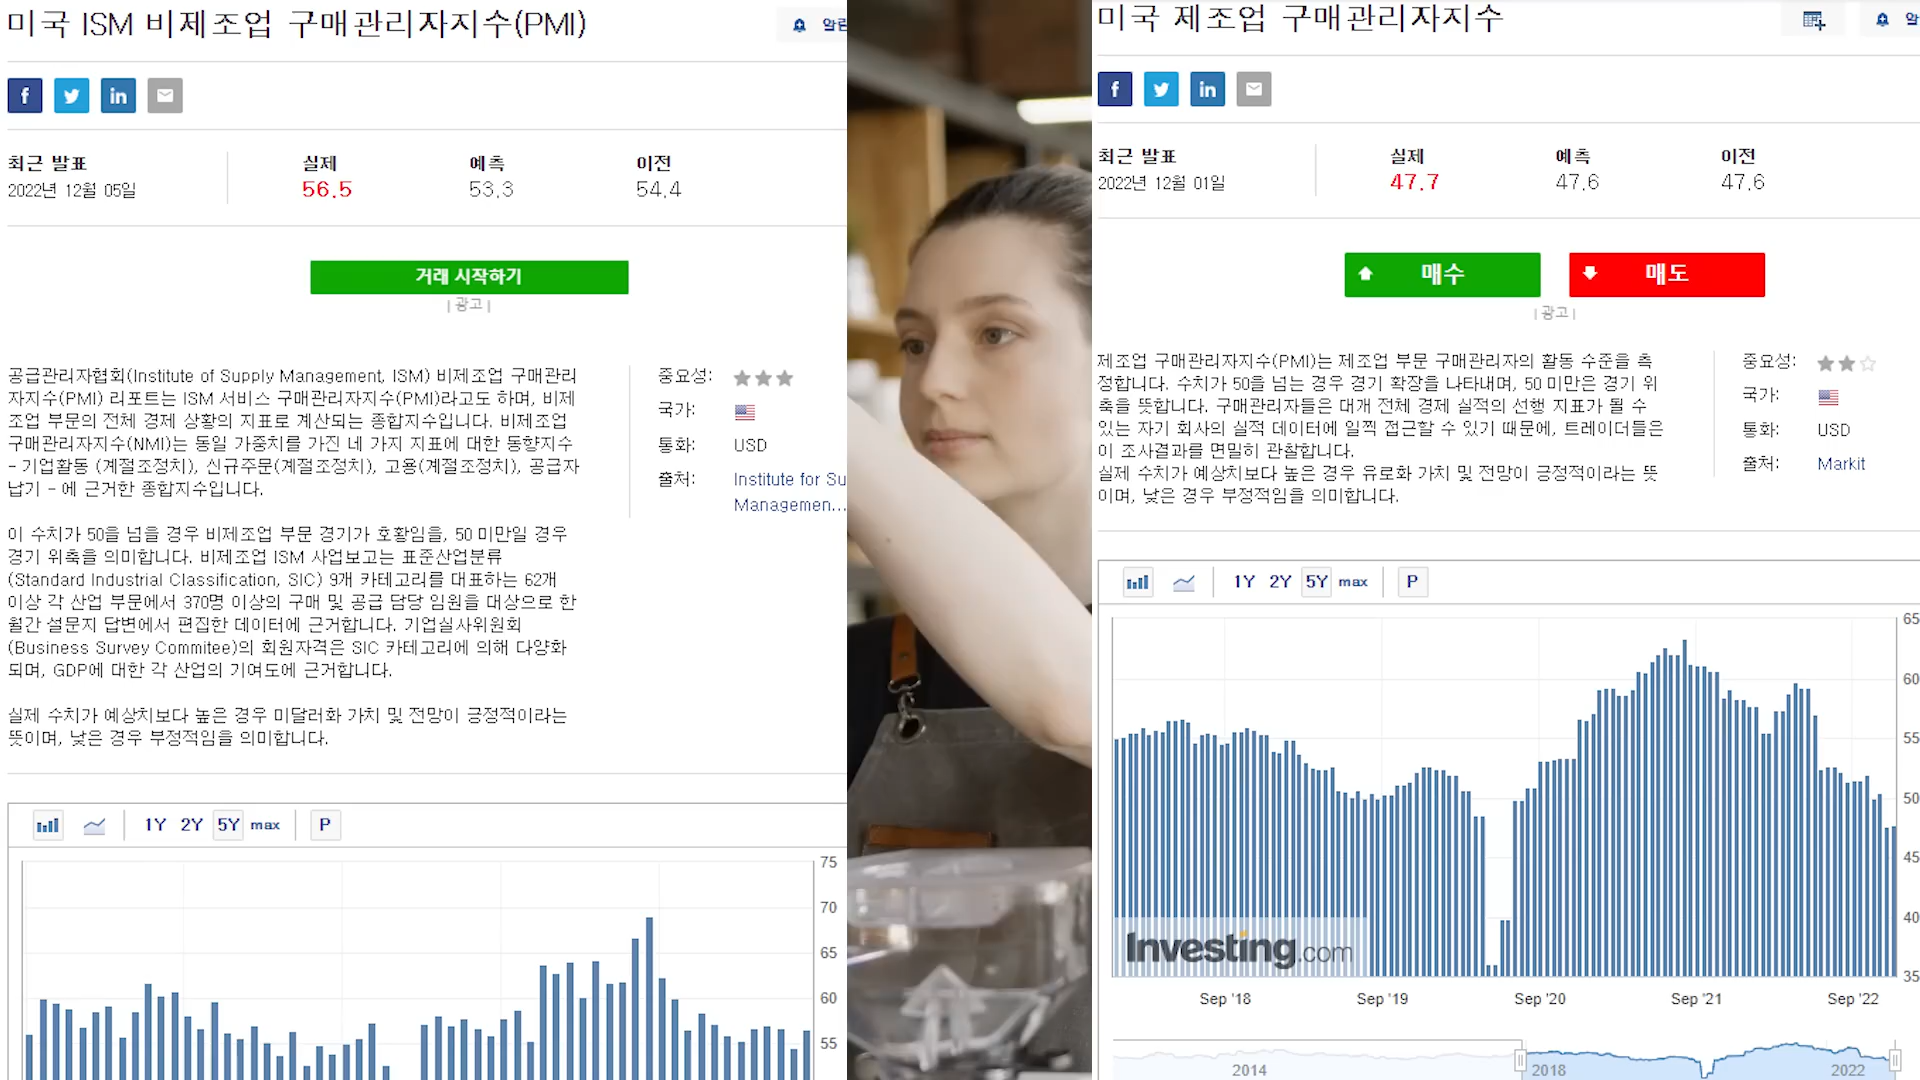 미국 ISM 비제조업 구매관리자지수(PMI)
최근 발표
2022년 12월 05일
실제
56.5
예측
53.3
이전
54.4
거래 시작하기
| 광고 |
공급관리자협회(Institute of Supply Management, ISM) 비제조업 구매관리
자지수(PMI) 리포트는 ISM 서비스 구매관리자지수(PMI)라고도 하며, 비제
조업 부문의 전체 경제 상황의 지표로 계산되는 종합지수입니다. 비제조업
구매관리자지수(NMI)는 동일 가중치를 가진 네 가지 지표에 대한 동향지수
- 기업활동 (계절조정치), 신규주문(계절조정치), 고용(계절조정치), 공급자
납기 - 에 근거한 종합지수입니다.
이 수치가 50을 넘을 경우 비제조업 부문 경기가 호황임을, 50 미만일 경우
경기 위축을 의미합니다. 비제조업 ISM 사업보고는 표준산업분류
(Standard Industrial Classification, SIC) 9개 카테고리를 대표하는 62개
이상 각 산업 부문에서 370명 이상의 구매 및 공급 담당 임원을 대상으로 한
월간 설문지 답변에서 편집한 데이터에 근거합니다. 기업실사위원회
(Business Survey Commitee)의 회원자격은 SIC 카테고리에 의해 다양화
되며, GDP에 대한 각 산업의 기여도에 근거합니다.
실제 수치가 예상치보다 높은 경우 미달러화 가치 및 전망이 긍정적이라는
뜻이며, 낮은 경우 부정적임을 의미합니다.
중요성:
국가:
통화: USD
출처: Institute for Su
Managemen...
1Y 2Y 5Y max P
75
70
65
60
55
미국 제조업 구매관리자지수
최근 발표
2022년 12월 01일
실제
47.7
예측
47.6
이전
47.6
매수
매도
| 광고 |
제조업 구매관리자지수(PMI)는 제조업 부문 구매관리자의 활동 수준을 측
정합니다. 수치가 50을 넘는 경우 경기 확장을 나타내며, 50 미만은 경기 위
축을 뜻합니다. 구매관리자들은 대개 전체 경제 실적의 선행 지표가 될 수
있는 자기 회사의 실적 데이터에 일찍 접근할 수 있기 때문에, 트레이더들은
이 조사결과를 면밀히 관찰합니다.
실제 수치가 예상치보다 높은 경우 유로화 가치 및 전망이 긍정적이라는 뜻
이며, 낮은 경우 부정적임을 의미합니다.
중요성:
국가:
통화: USD
출처: Markit
1Y 2Y 5Y max P
65
60
55
50
45
40
35
Investing.com
Sep '18 Sep '19 Sep '20 Sep '21 Sep '22
2014 2018 2022